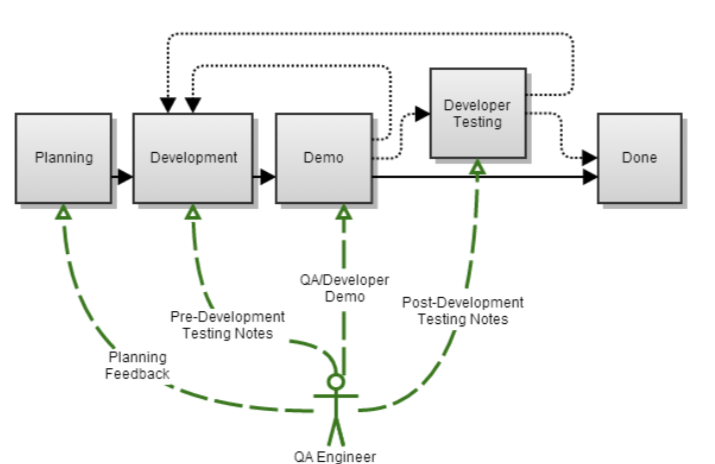 Planning
Development
Demo
Developer
Testing
Done
QA/Developer
Demo
Pre-Development
Testing Notes
Post-Development
Testing Notes
Planning
Feedback
QA Engineer